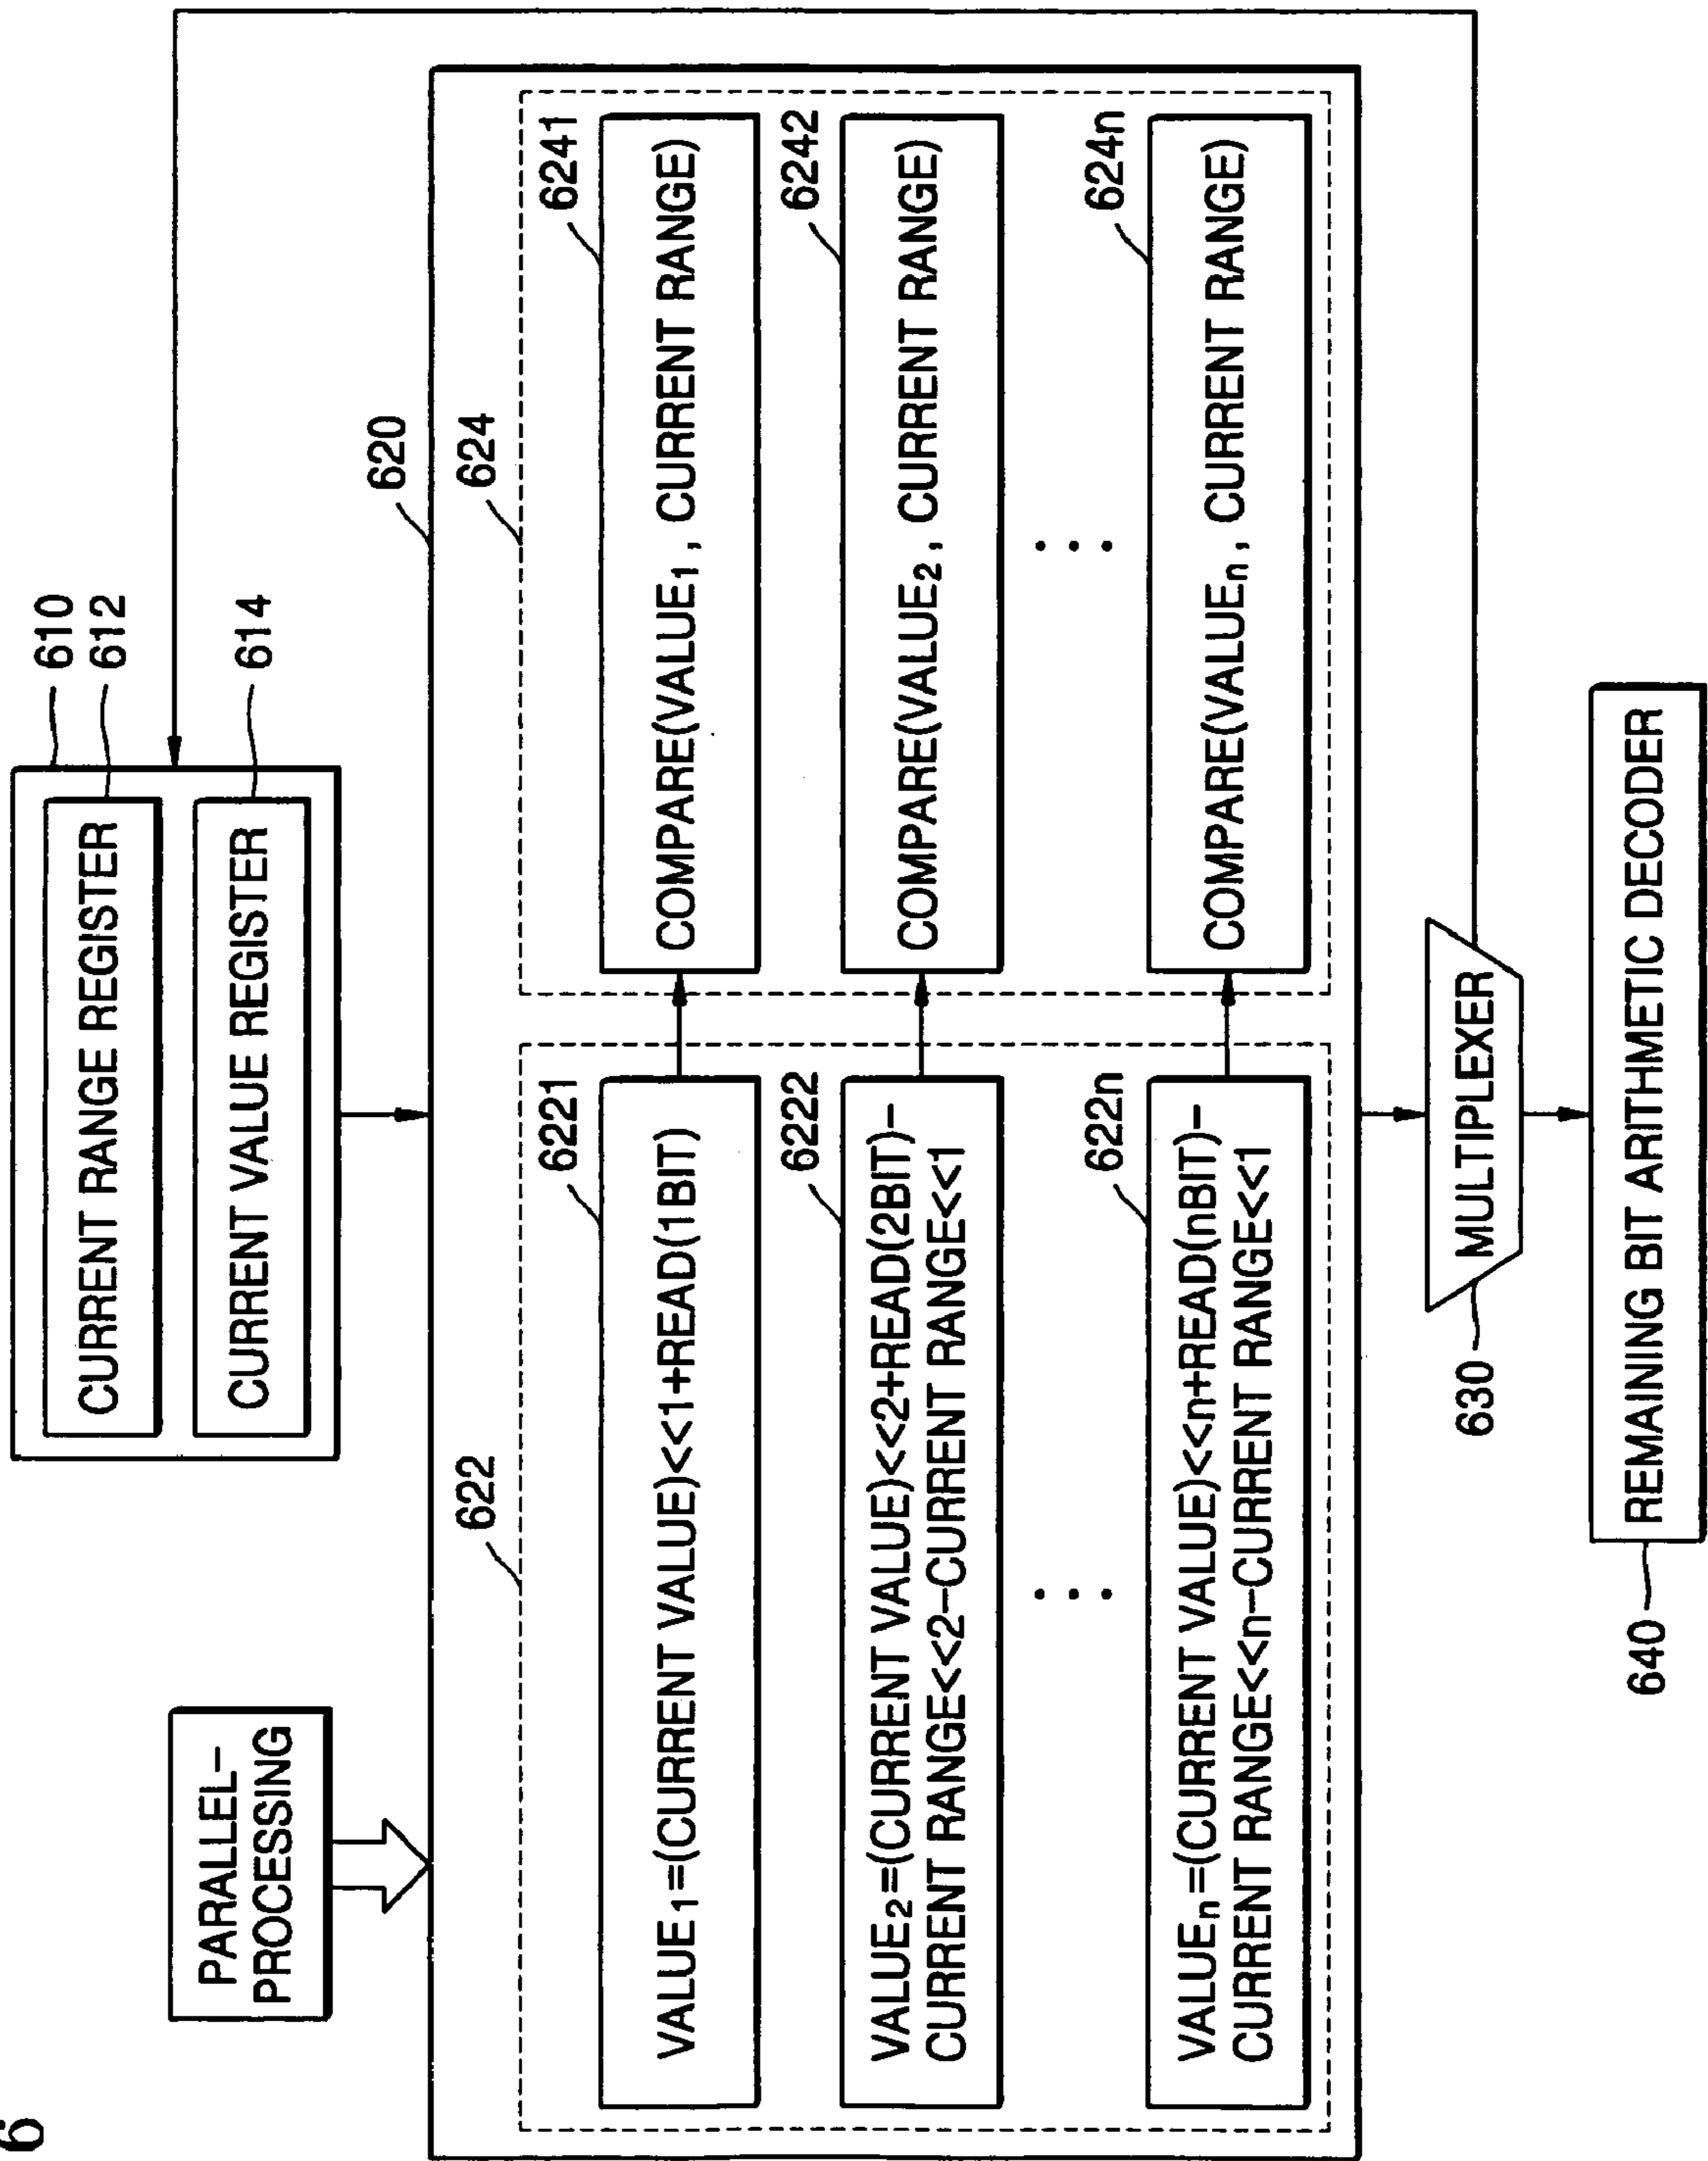 6
PARALLEL-
PROCESSING
610
612
CURRENT RANGE REGISTER
614
CURRENT VALUE REGISTER
620
622
624
6221
VALUE1=(CURRENT VALUE)<<1+READ(1BIT)
6241
COMPARE(VALUE1, CURRENT RANGE)
6222
VALUE2=(CURRENT VALUE)<<2+READ(2BIT)-
CURRENT RANGE<<2-CURRENT RANGE<<1
6242
COMPARE(VALUE2, CURRENT RANGE)
...
...
622n
VALUEn=(CURRENT VALUE)<<n+READ(nBIT)-
CURRENT RANGE<<n-CURRENT RANGE<<1
624n
COMPARE(VALUEn, CURRENT RANGE)
630
MULTIPLEXER
640
REMAINING BIT ARITHMETIC DECODER